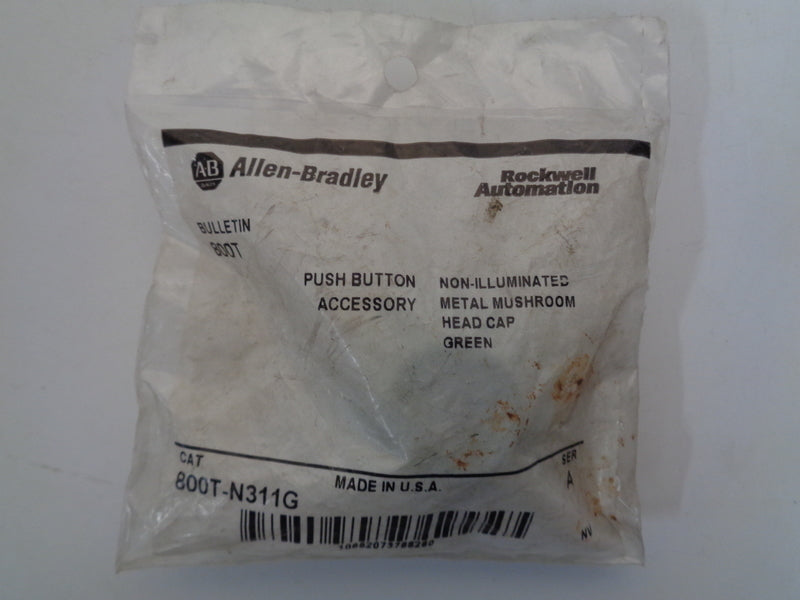 AB
Allen-Bradley
Rockwell
Automation
BULLETIN
800T
PUSH BUTTON NON-ILLUMINATED
ACCESSORY METAL MUSHROOM
HEAD CAP
GREEN
CAT
800T-N311G
MADE IN U.S.A.
SER
A
NV